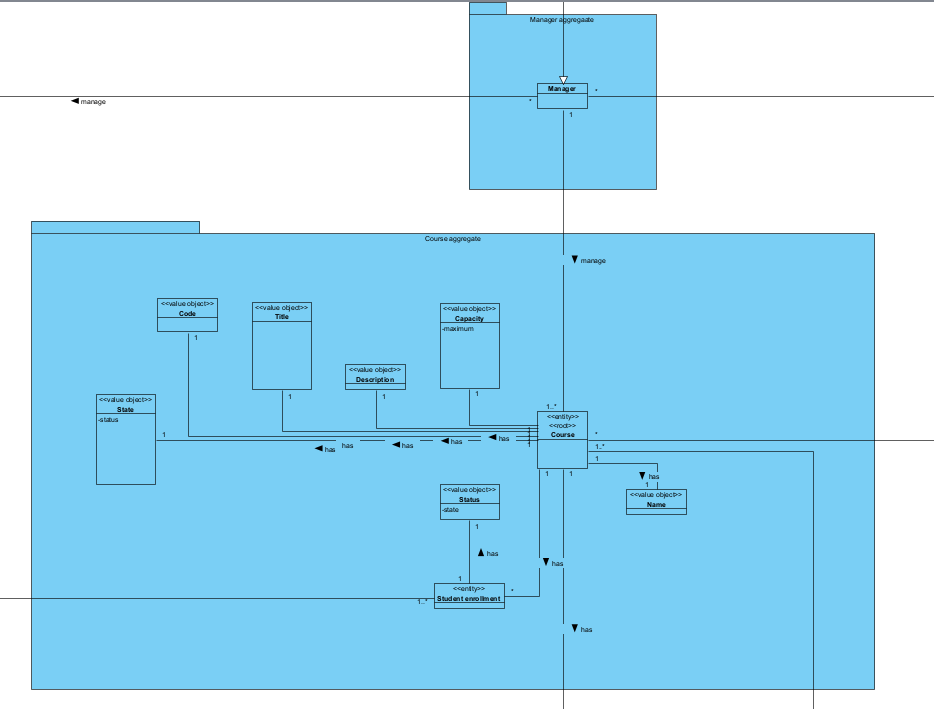 Manager aggregaate
Manager
*
*
1
manage
Course aggregate
manage
<<value object>>
Code
1
<<value object>>
Title
1
<<value object>>
Capacity
-maximum
1
<<value object>>
Description
1
<<value object>>
State
-status
1
1..*
<<entity>>
<<root>>
Course
*
1..*
1
1
1
has
has
has
has
has
has
1
<<value object>>
Name
<<value object>>
Status
-state
1
has
1
<<entity>>
Student enrollment
1..*
*
has
has